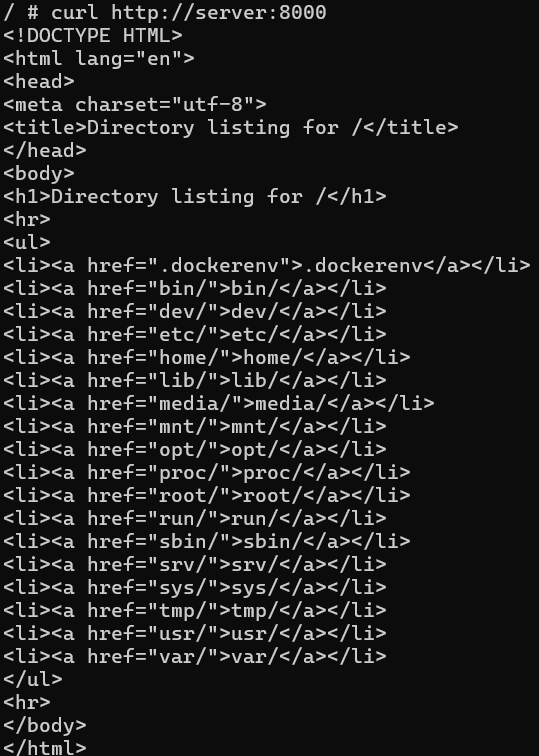 / # curl http://server:8000
<!DOCTYPE HTML>
<html lang="en">
<head>
<meta charset="utf-8">
<title>Directory listing for /</title>
</head>
<body>
<h1>Directory listing for /</h1>
<hr>
<ul>
<li><a href=".dockerenv">.dockerenv</a></li>
<li><a href="bin/">bin/</a></li>
<li><a href="dev/">dev/</a></li>
<li><a href="etc/">etc/</a></li>
<li><a href="home/">home/</a></li>
<li><a href="lib/">lib/</a></li>
<li><a href="media/">media/</a></li>
<li><a href="mnt/">mnt/</a></li>
<li><a href="opt/">opt/</a></li>
<li><a href="proc/">proc/</a></li>
<li><a href="root/">root/</a></li>
<li><a href="run/">run/</a></li>
<li><a href="sbin/">sbin/</a></li>
<li><a href="srv/">srv/</a></li>
<li><a href="sys/">sys/</a></li>
<li><a href="tmp/">tmp/</a></li>
<li><a href="usr/">usr/</a></li>
<li><a href="var/">var/</a></li>
</ul>
<hr>
</body>
</html>